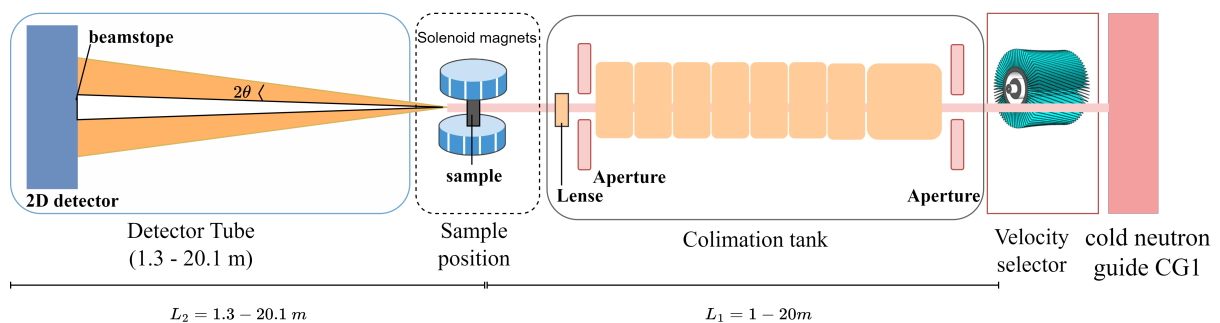 beamstope
2θ
2D detector
Detector Tube
(1.3 - 20.1 m)
Solenoid magnets
sample
Sample
position
Aperture
Lense
Aperture
Colimation tank
Velocity
selector
cold neutron
guide CG1
L₂ = 1.3 − 20.1 m
L₁ = 1 − 20m